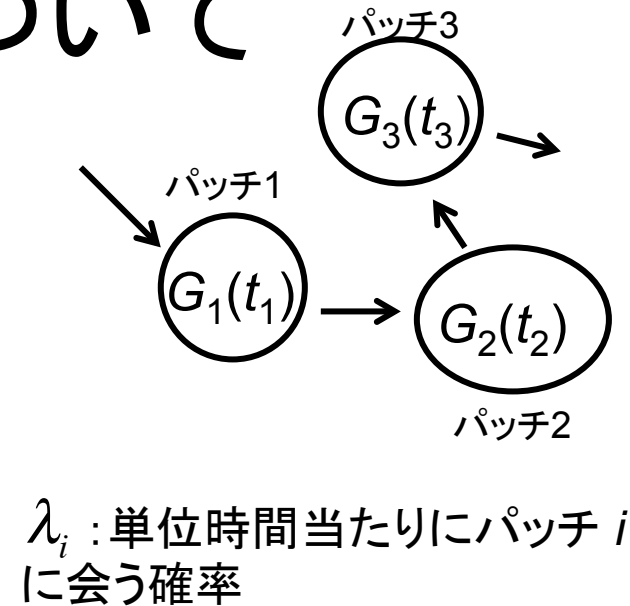 ついて
パッチ3
G₃(t₃)
パッチ1
G₁(t₁)
G₂(t₂)
パッチ2
λᵢ:単位時間当たりにパッチ i
に会う確率